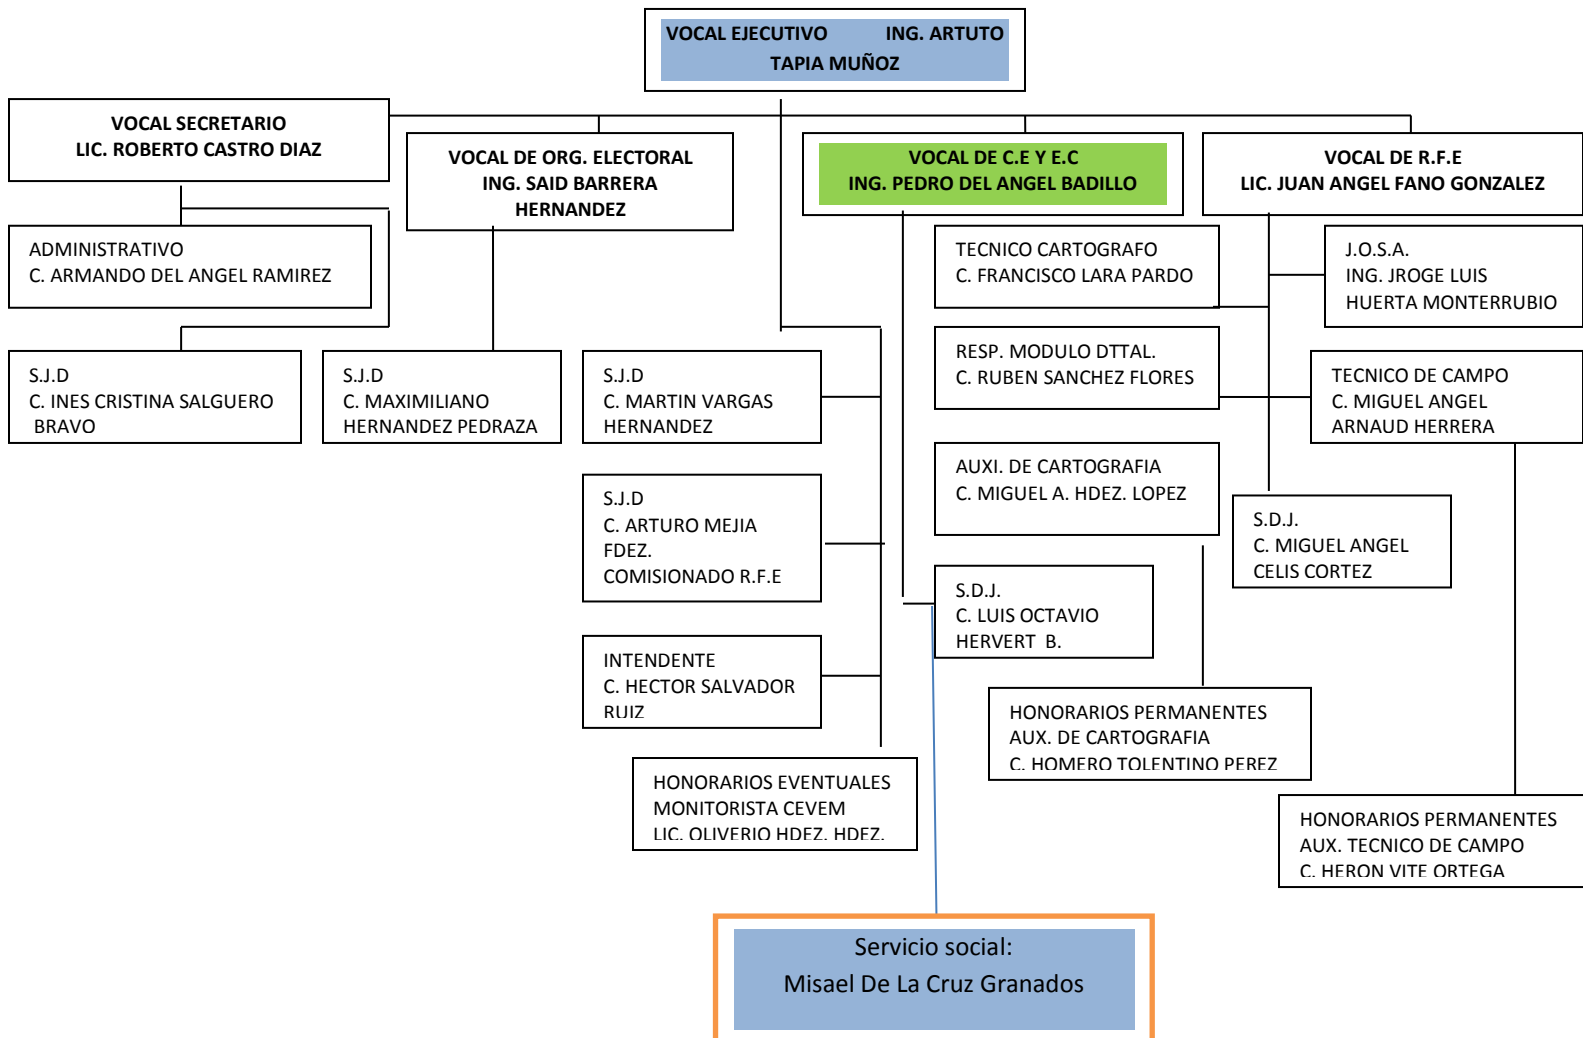 VOCAL EJECUTIVO ING. ARTUTO
TAPIA MUÑOZ
VOCAL SECRETARIO
LIC. ROBERTO CASTRO DIAZ
VOCAL DE ORG. ELECTORAL
ING. SAID BARRERA
HERNANDEZ
VOCAL DE C.E Y E.C
ING. PEDRO DEL ANGEL BADILLO
VOCAL DE R.F.E
LIC. JUAN ANGEL FANO GONZALEZ
ADMINISTRATIVO
C. ARMANDO DEL ANGEL RAMIREZ
TECNICO CARTOGRAFO
C. FRANCISCO LARA PARDO
J.O.S.A.
ING. JROGE LUIS
HUERTA MONTERRUBIO
S.J.D
C. INES CRISTINA SALGUERO
BRAVO
S.J.D
C. MAXIMILIANO
HERNANDEZ PEDRAZA
S.J.D
C. MARTIN VARGAS
HERNANDEZ
RESP. MODULO DTTAL.
C. RUBEN SANCHEZ FLORES
TECNICO DE CAMPO
C. MIGUEL ANGEL
ARNAUD HERRERA
AUXI. DE CARTOGRAFIA
C. MIGUEL A. HDEZ. LOPEZ
S.J.D
C. ARTURO MEJIA
FDEZ.
COMISIONADO R.F.E
S.D.J.
C. MIGUEL ANGEL
CELIS CORTEZ
S.D.J.
C. LUIS OCTAVIO
HERVERT B.
INTENDENTE
C. HECTOR SALVADOR
RUIZ
HONORARIOS PERMANENTES
AUX. DE CARTOGRAFIA
C. HOMERO TOLENTINO PEREZ
HONORARIOS EVENTUALES
MONITORISTA CEVEM
LIC. OLIVERIO HDEZ. HDEZ.
HONORARIOS PERMANENTES
AUX. TECNICO DE CAMPO
C. HERON VITE ORTEGA
Servicio social:
Misael De La Cruz Granados